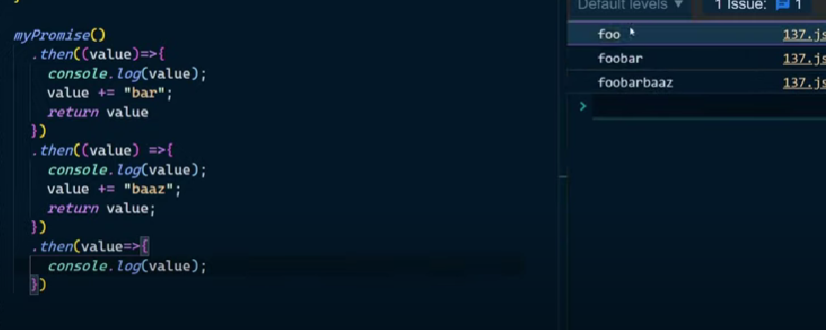 myPromise()
.then((value)=>{
console.log(value);
value += "bar";
return value
})
.then((value) =>{
console.log(value);
value += "baaz";
return value;
})
.then(value=>{
console.log(value);
})
Default levels ▼ 1 Issue: 1
foo 137.js
foobar 137.js
foobarbaaz 137.js
>